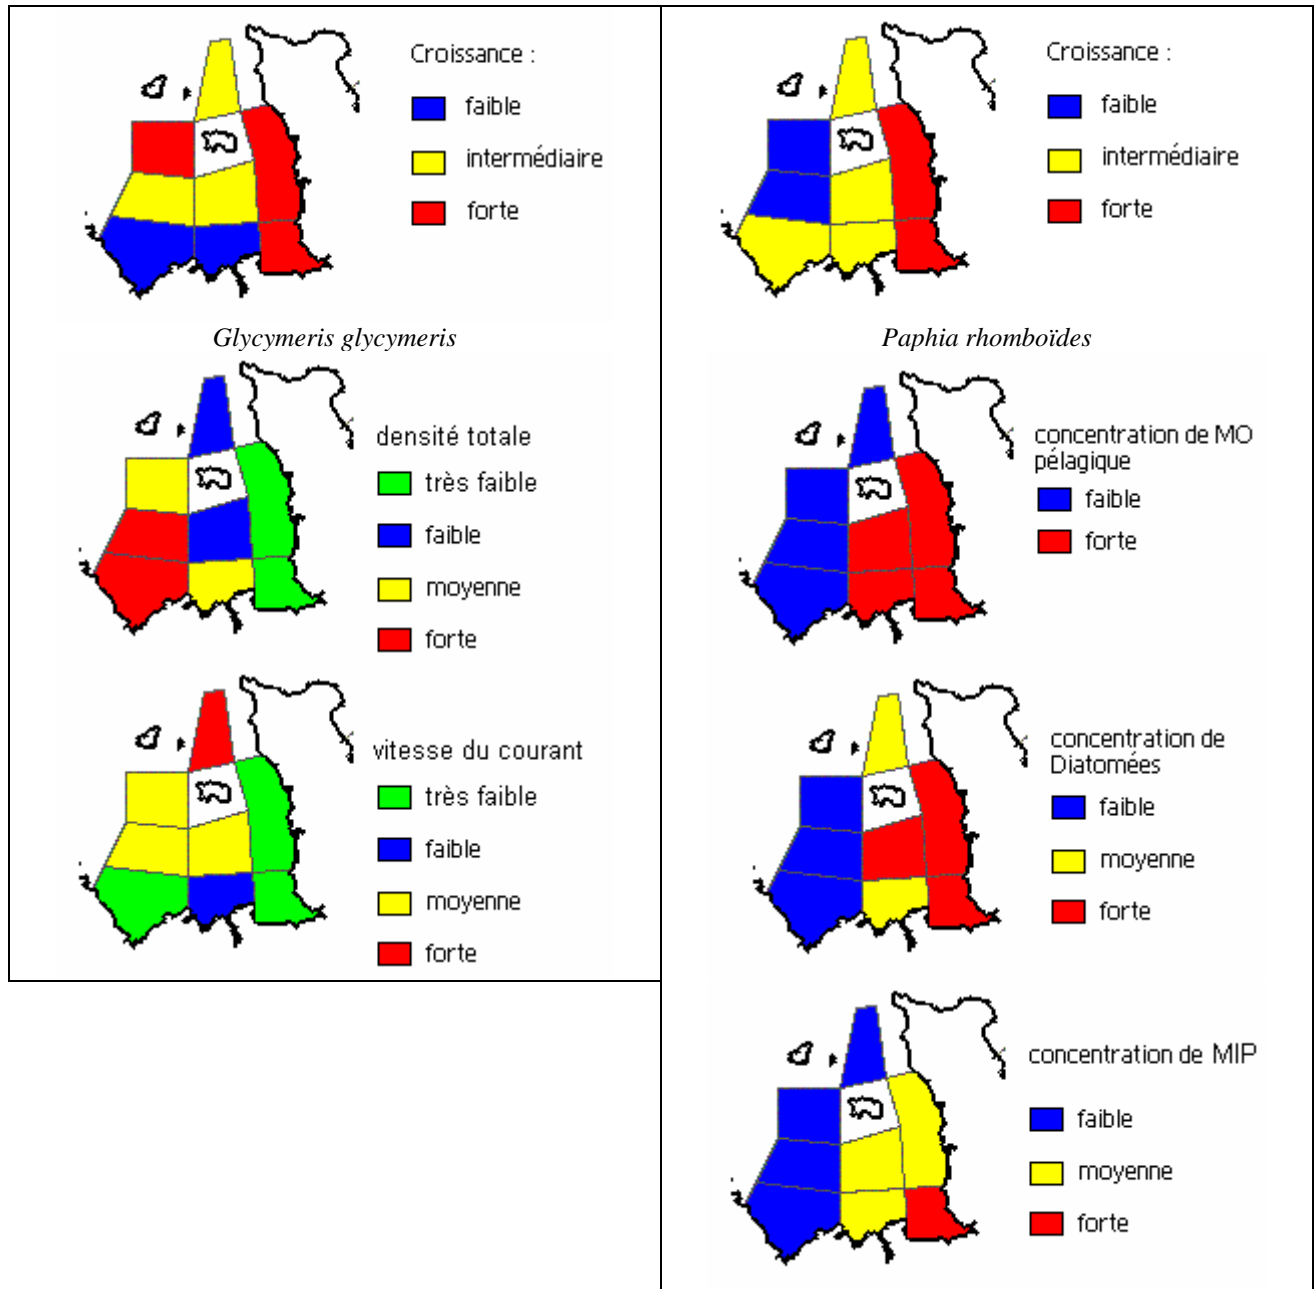 Croissance :
faible
intermédiaire
forte
Glycymeris glycymeris
densité totale
très faible
faible
moyenne
forte
vitesse du courant
très faible
faible
moyenne
forte
Croissance :
faible
intermédiaire
forte
Paphia rhomboïdes
concentration de MO
pélagique
faible
forte
concentration de
Diatomées
faible
moyenne
forte
concentration de MIP
faible
moyenne
forte